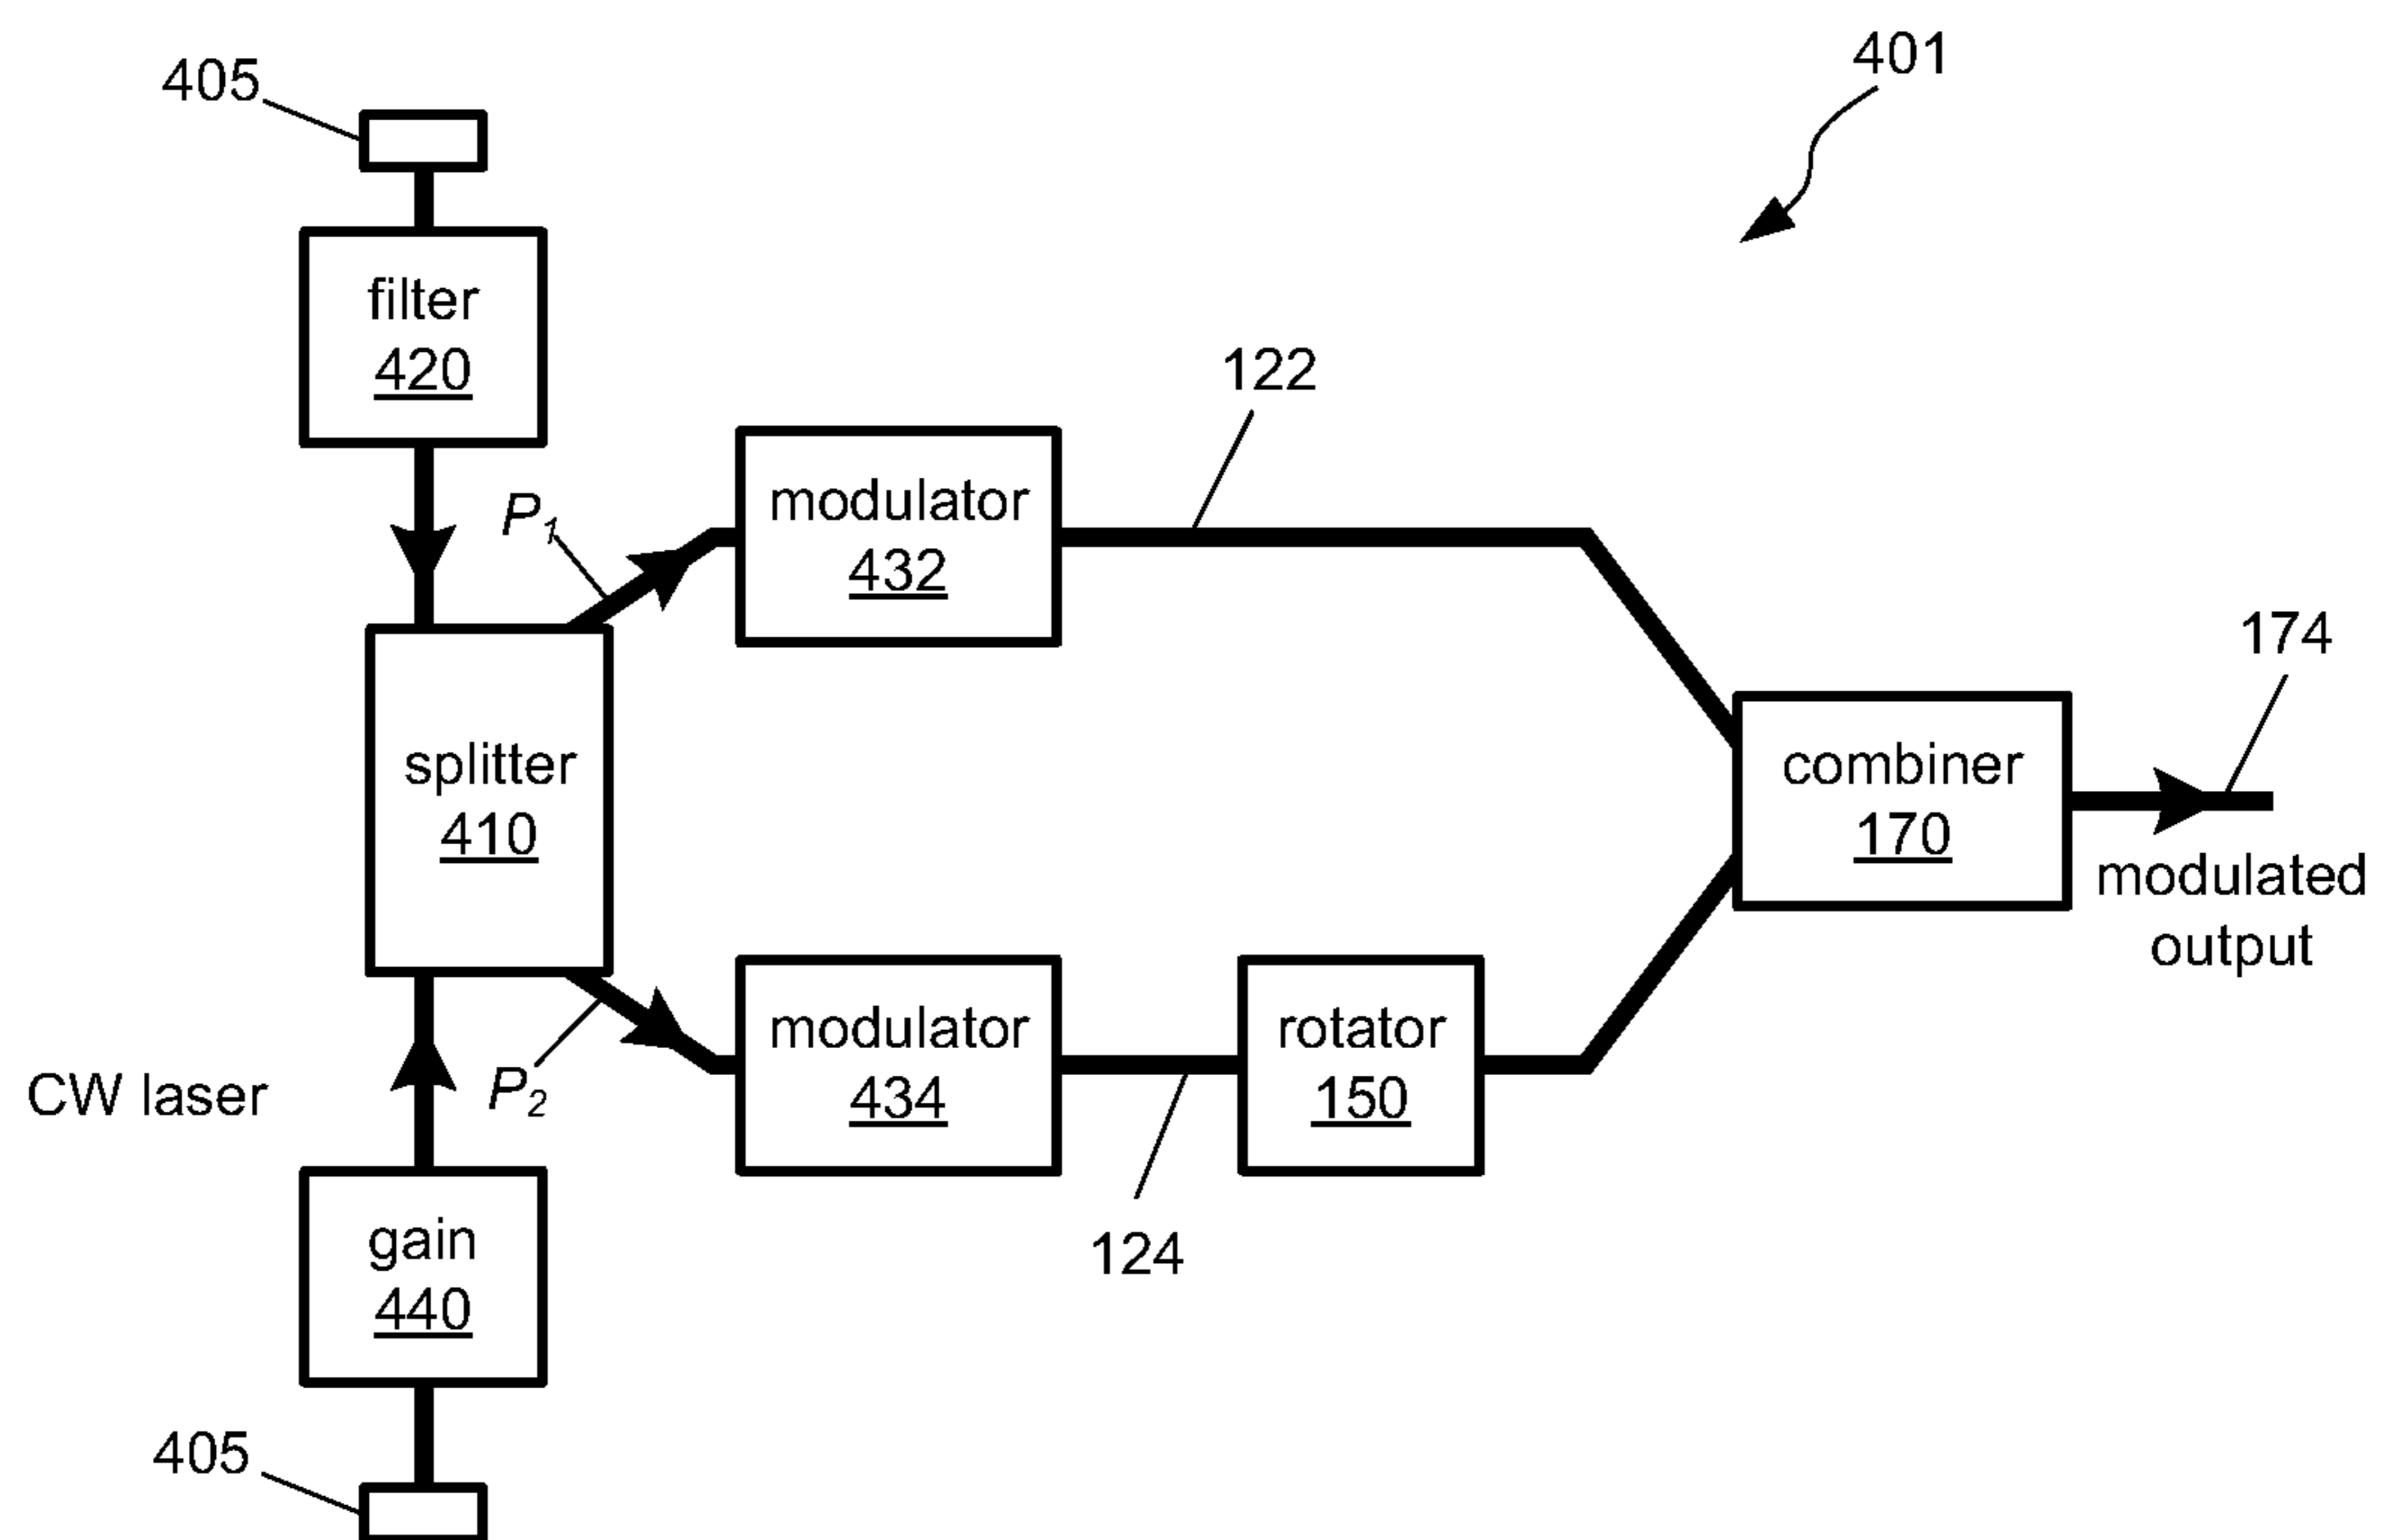 401
405
filter
420
122
P1
modulator
432
174
splitter
410
combiner
170
modulated
output
modulator
434
rotator
150
CW laser
P2
124
gain
440
405